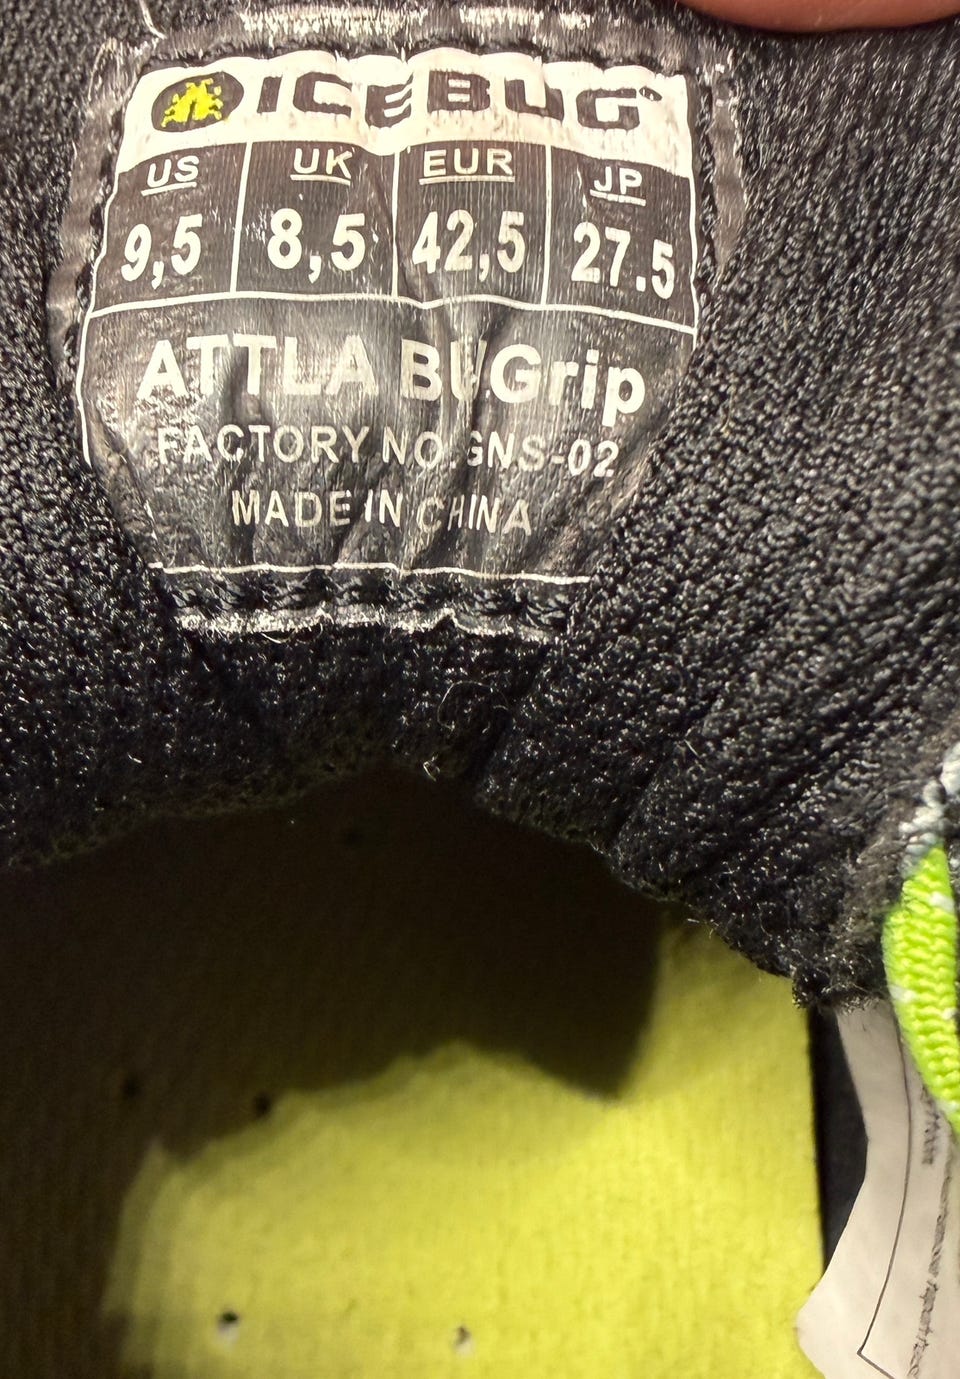 ICEBUG
US UK EUR JP
9,5 8,5 42,5 27.5
ATTLA BUGrip
FACTORY NO.GNS-02
MADE IN CHINA